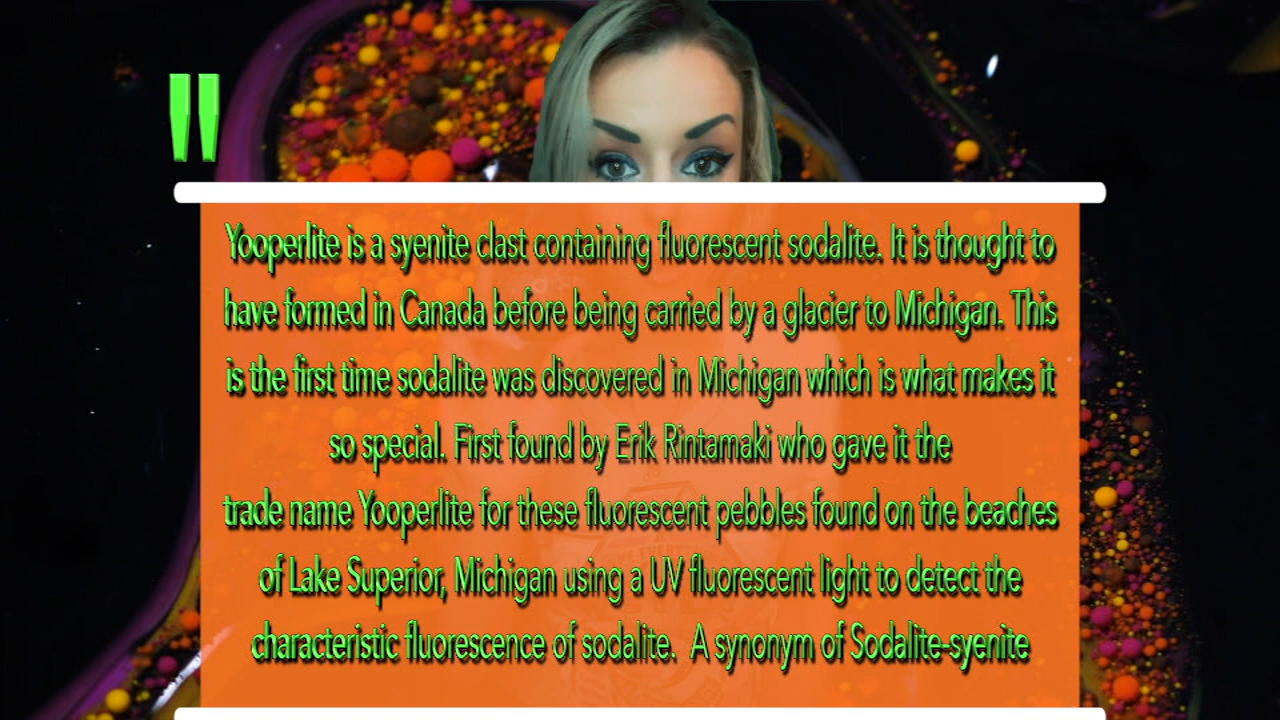 "
Yooperlite is a syenite clast containing fluorescent sodalite. It is thought to
have formed in Canada before being carried by a glacier to Michigan. This
is the first time sodalite was discovered in Michigan which is what makes it
so special. First found by Erik Rintamaki who gave it the
trade name Yooperlite for these fluorescent pebbles found on the beaches
of Lake Superior, Michigan using a UV fluorescent light to detect the
characteristic fluorescence of sodalite.  A synonym of Sodalite-syenite